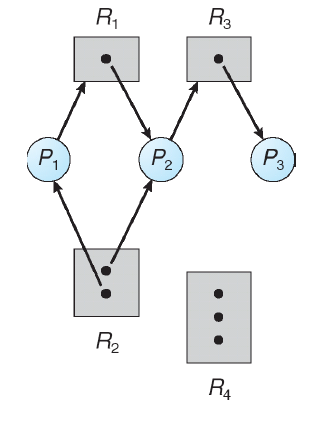 R₁ R₃
P₁ P₂ P₃
R₂
R₄